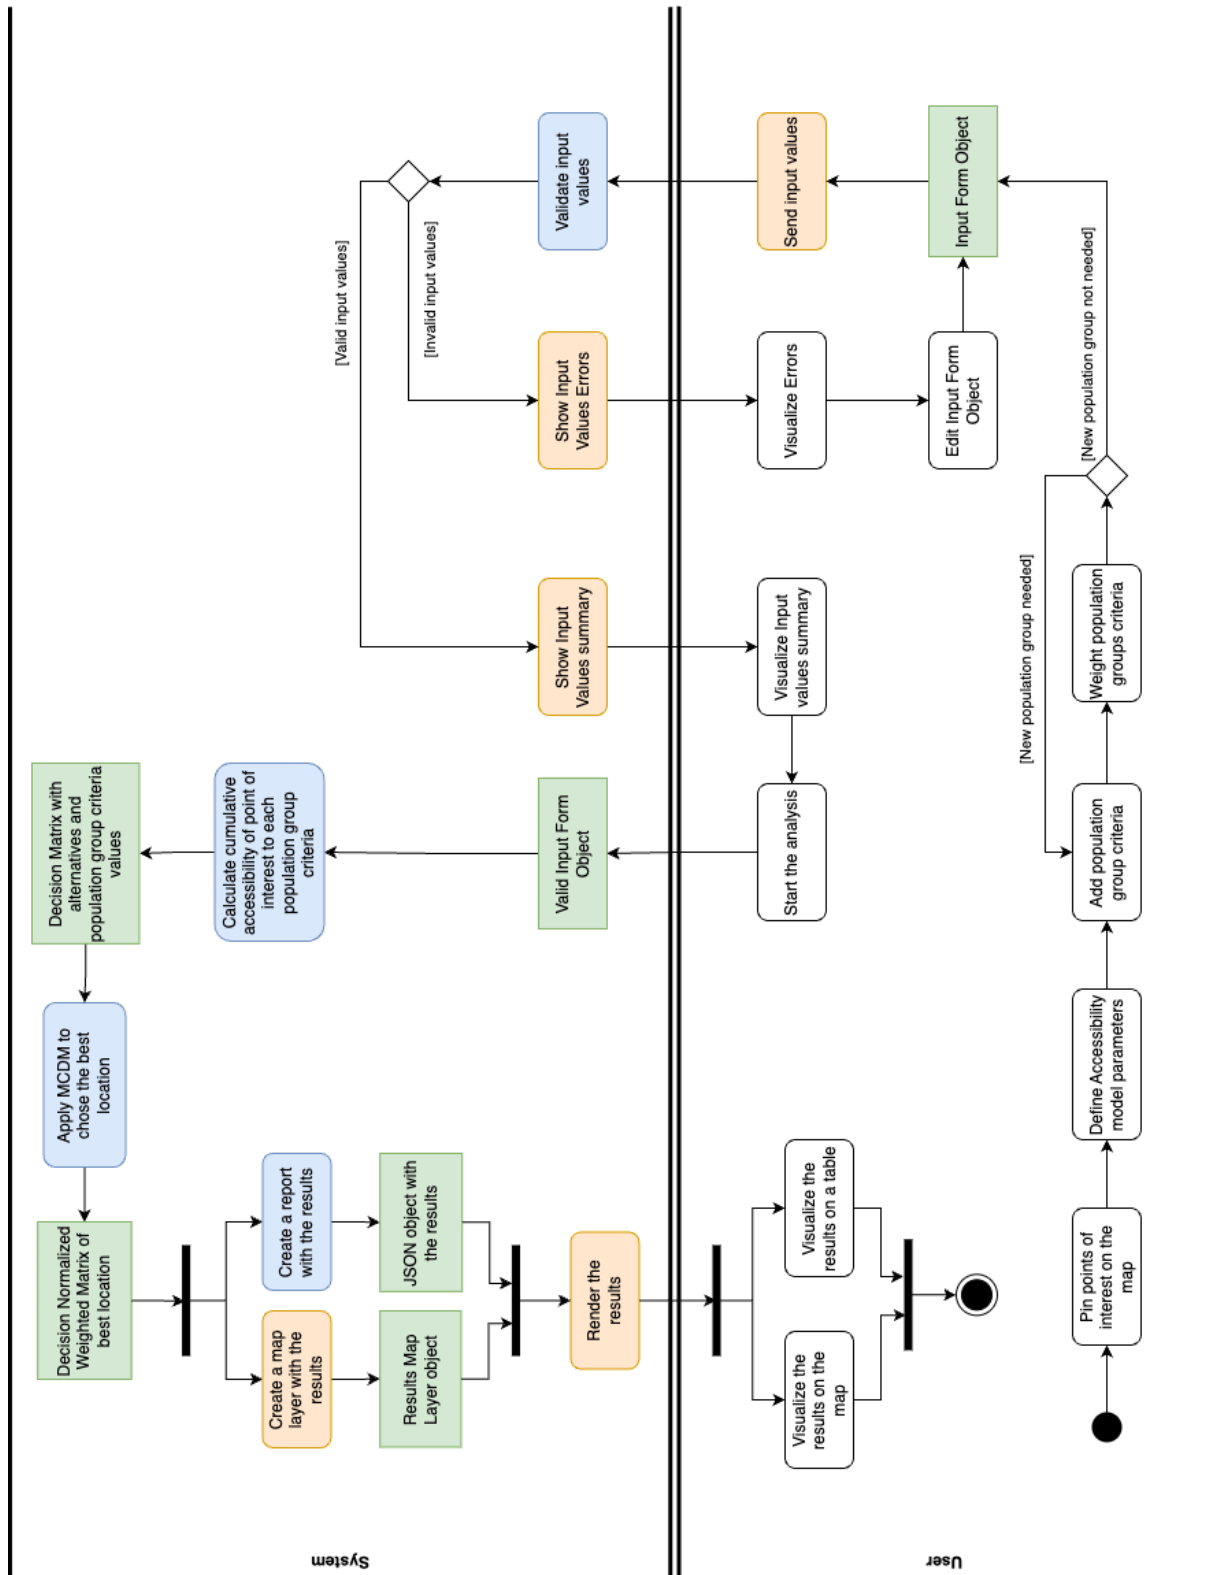 System
User
Pin points of
interest on the
map
Define Accessibility
model parameters
Add population
group criteria
Weight population
groups criteria
[New population group needed]
[New population group not needed]
Input Form Object
Send input values
Validate input
values
[Invalid input values]
[Valid input values]
Show Input
Values Errors
Visualize Errors
Edit Input Form
Object
Show Input
Values summary
Visualize Input
values summary
Start the analysis
Valid Input Form
Object
Calculate cumulative
accessibility of point of
interest to each
population group
criteria
Decision Matrix with
alternatives and
population group criteria
values
Apply MCDM to
chose the best
location
Decision Normalized
Weighted Matrix of
best location
Create a map
layer with the
results
Create a report
with the results
Results Map
Layer object
JSON object with
the results
Render the
results
Visualize the
results on the
map
Visualize the
results on a table